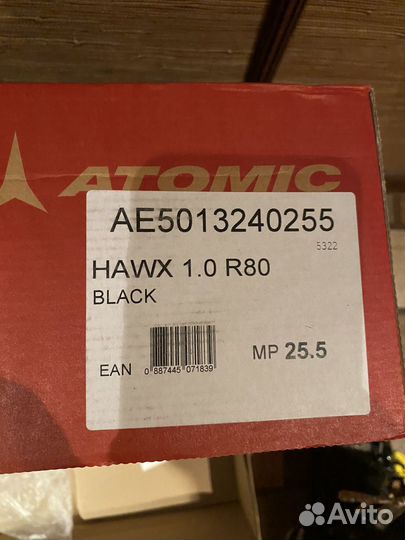 ATOMIC
AE5013240255
5322
HAWX 1.0 R80
BLACK
EAN
0 887445 071839
MP 25.5
Avito